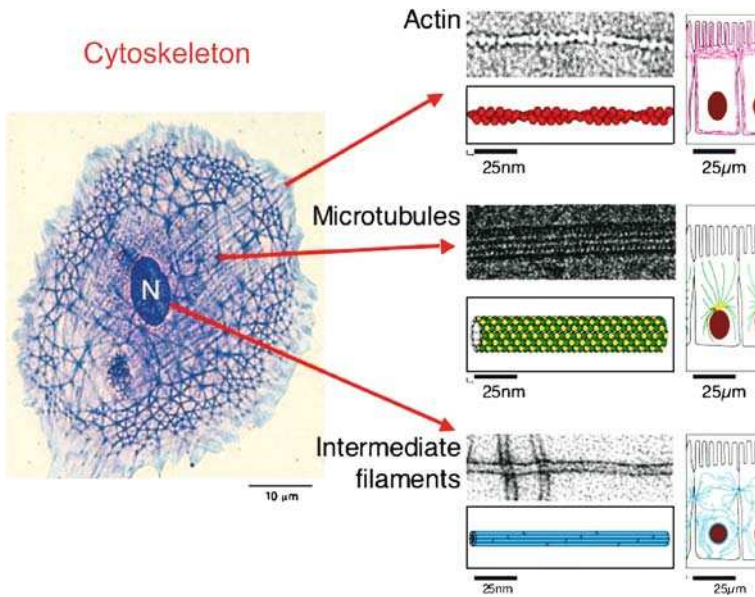 Cytoskeleton
Actin
25nm
25µm
Microtubules
25nm
25µm
Intermediate
filaments
25nm
25µm
N
10 µm